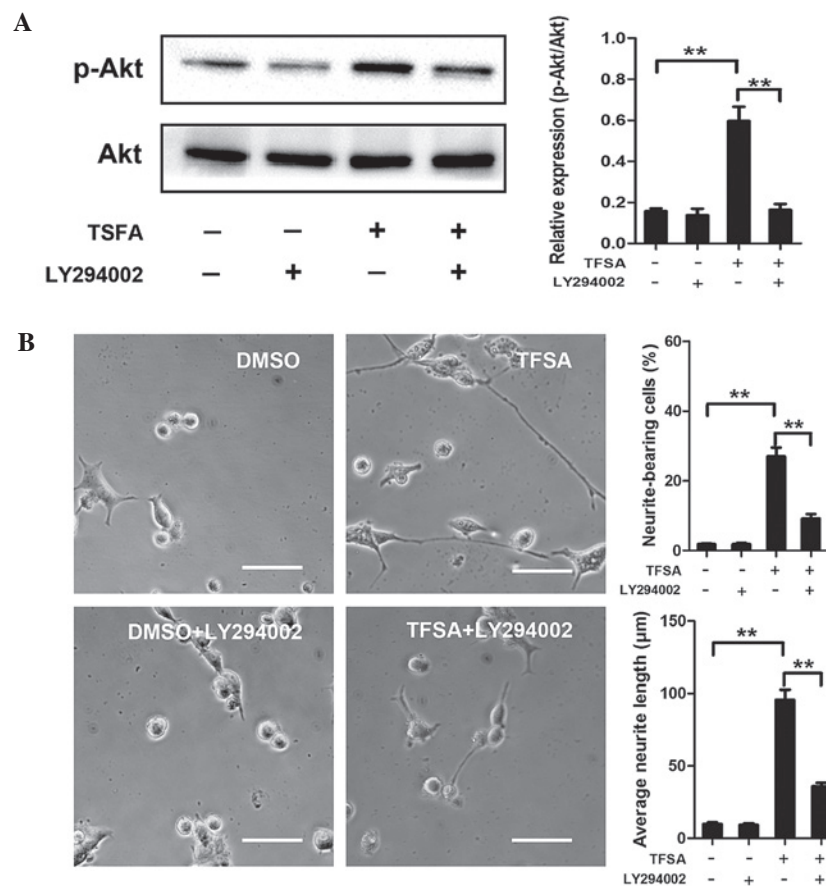 A
p-Akt
Akt
TSFA – – + +
LY294002 – + – +
Relative expression (p-Akt/Akt)
1.0
0.8
0.6
0.4
0.2
0.0
**
**
TFSA - - + +
LY294002 - + - +
B
DMSO
TFSA
DMSO+LY294002
TFSA+LY294002
Neurite-bearing cells (%)
60
40
20
0
**
**
TFSA - - + +
LY294002 - + - +
Average neurite length (μm)
150
100
50
0
**
**
TFSA - - + +
LY294002 - + - +